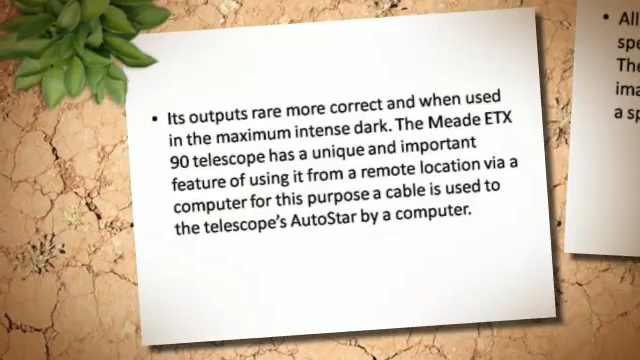 • Its outputs rare more correct and when used
in the maximum intense dark. The Meade ETX
90 telescope has a unique and important
feature of using it from a remote location via a
computer for this purpose a cable is used to
the telescope's AutoStar by a computer.
• All
spe
The
ima
a sp